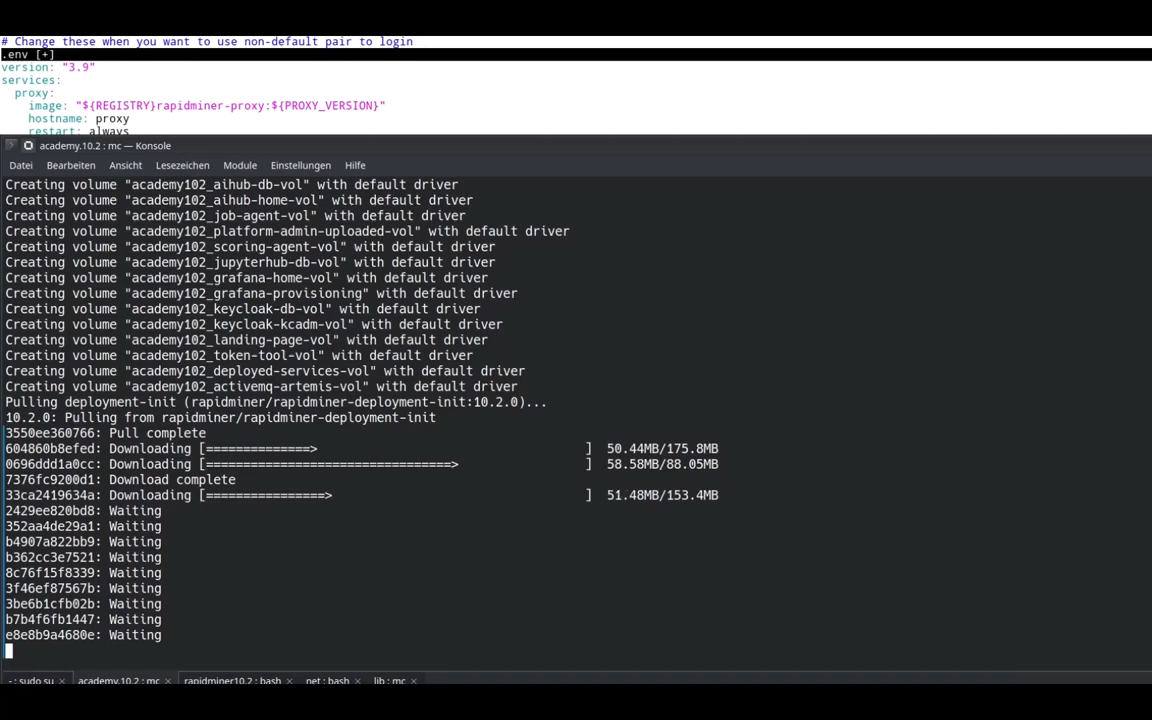 # Change these when you want to use non-default pair to login
.env [+]
version: "3.9"
services:
  proxy:
    image: "${REGISTRY}rapidminer-proxy:${PROXY_VERSION}"
    hostname: proxy
    restart: always
academy.10.2 : mc — Konsole
Datei Bearbeiten Ansicht Lesezeichen Module Einstellungen Hilfe
Creating volume "academy102_aihub-db-vol" with default driver
Creating volume "academy102_aihub-home-vol" with default driver
Creating volume "academy102_job-agent-vol" with default driver
Creating volume "academy102_platform-admin-uploaded-vol" with default driver
Creating volume "academy102_scoring-agent-vol" with default driver
Creating volume "academy102_jupyterhub-db-vol" with default driver
Creating volume "academy102_grafana-home-vol" with default driver
Creating volume "academy102_grafana-provisioning" with default driver
Creating volume "academy102_keycloak-db-vol" with default driver
Creating volume "academy102_keycloak-kcadm-vol" with default driver
Creating volume "academy102_landing-page-vol" with default driver
Creating volume "academy102_token-tool-vol" with default driver
Creating volume "academy102_deployed-services-vol" with default driver
Creating volume "academy102_activemq-artemis-vol" with default driver
Pulling deployment-init (rapidminer/rapidminer-deployment-init:10.2.0)...
10.2.0: Pulling from rapidminer/rapidminer-deployment-init
3550ee360766: Pull complete
604860b8efed: Downloading [==============>                                    ]  50.44MB/175.8MB
0696ddd1a0cc: Downloading [=================================>                 ]  58.58MB/88.05MB
7376fc9200d1: Download complete
33ca2419634a: Downloading [================>                                  ]  51.48MB/153.4MB
2429ee820bd8: Waiting
352aa4de29a1: Waiting
b4907a822bb9: Waiting
b362cc3e7521: Waiting
8c76f15f8339: Waiting
3f46ef87567b: Waiting
3be6b1cfb02b: Waiting
b7b4f6fb1447: Waiting
e8e8b9a4680e: Waiting
~ : sudo su academy.10.2 : mc rapidminer10.2 : bash net : bash lib : mc